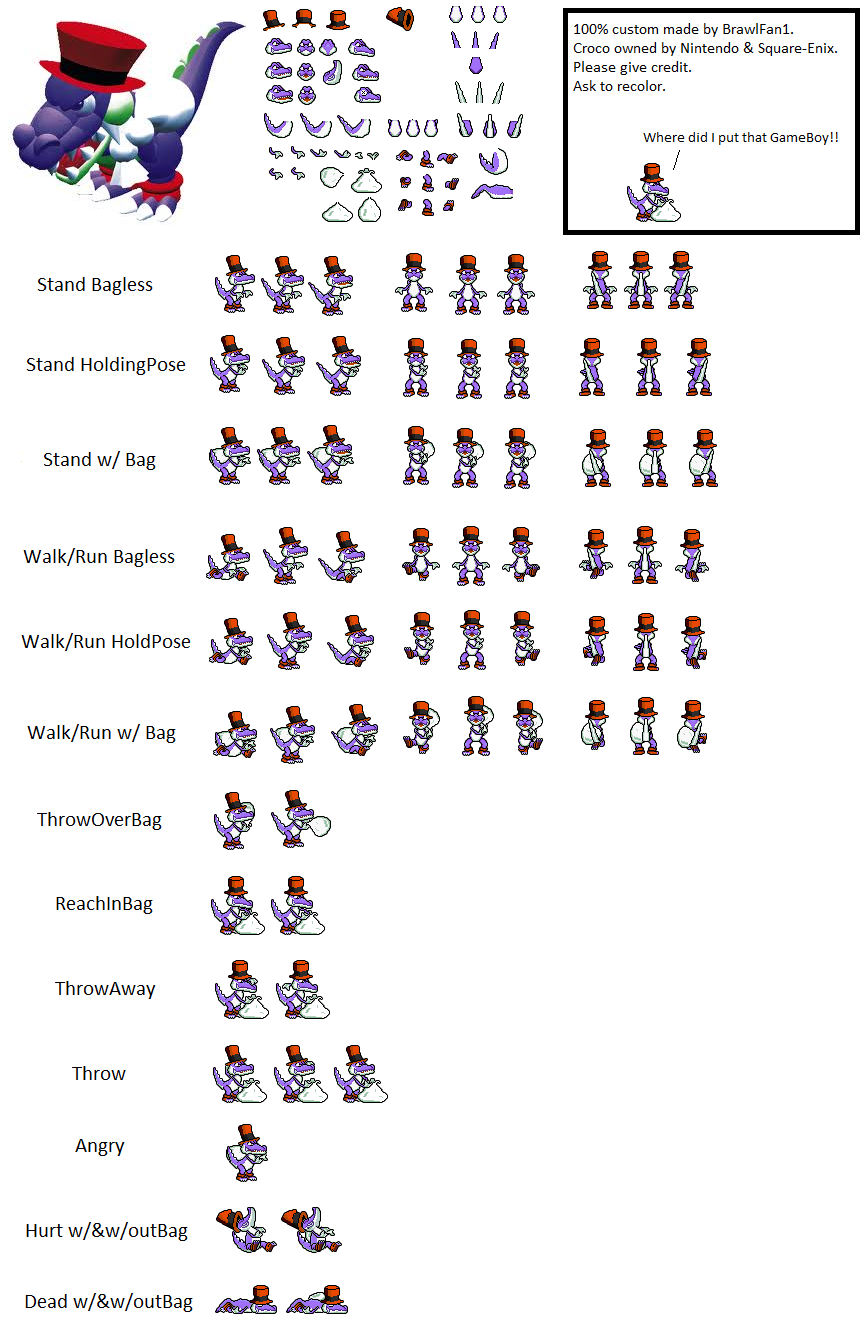 100% custom made by BrawlFan1.
Croco owned by Nintendo & Square-Enix.
Please give credit.
Ask to recolor.
Where did I put that GameBoy!!
Stand Bagless
Stand HoldingPose
Stand w/ Bag
Walk/Run Bagless
Walk/Run HoldPose
Walk/Run w/ Bag
ThrowOverBag
ReachInBag
ThrowAway
Throw
Angry
Hurt w/&w/outBag
Dead w/&w/outBag